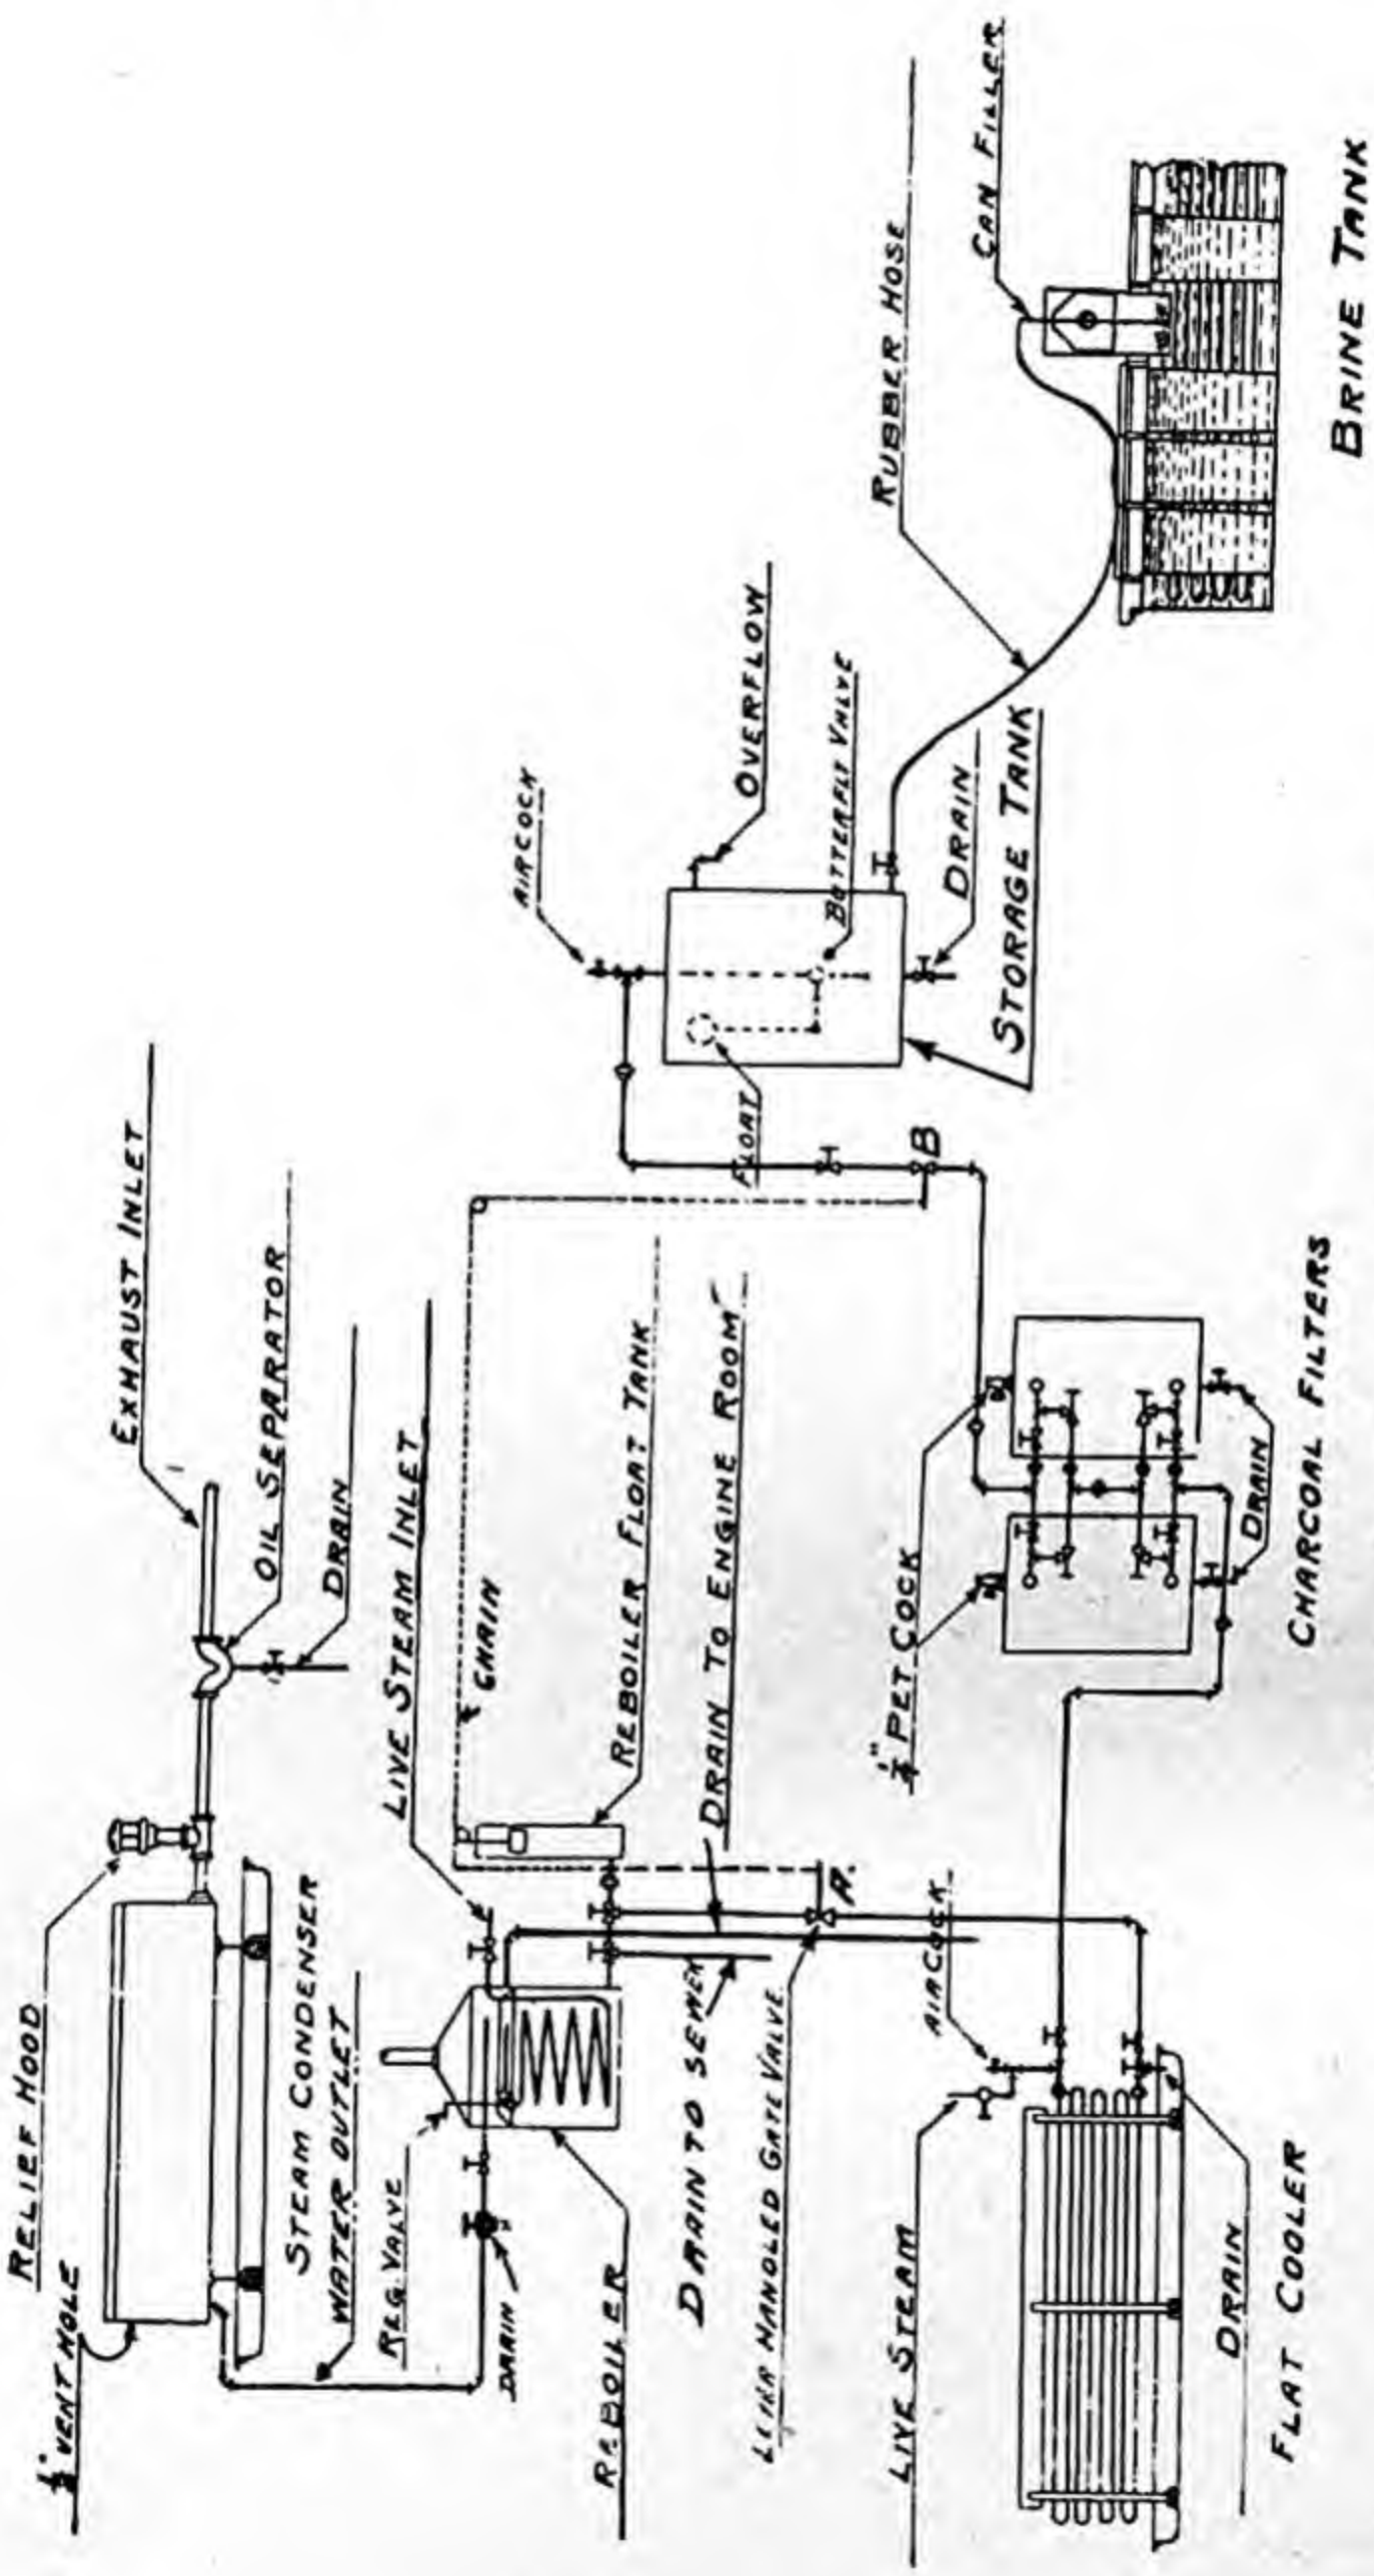 RELIEF HOOD
½" VENT HOLE
EXHAUST INLET
OIL SEPARATOR
DRAIN
STEAM CONDENSER
WATER OUTLET
LIVE STEAM INLET
CHAIN
REG. VALVE
DRAIN
REBOILER
REBOILER FLOAT TANK
DRAIN TO ENGINE ROOM
DRAIN TO SEWER
LEVER HANDLED GATE VALVE
A.
AIRCOCK
OVERFLOW
FLOAT
BUTTERFLY VALVE
B
DRAIN
STORAGE TANK
RUBBER HOSE
CAN FILLER
BRINE TANK
LIVE STEAM
AIRCOCK
DRAIN
FLAT COOLER
PET COCK
DRAIN
CHARCOAL FILTERS